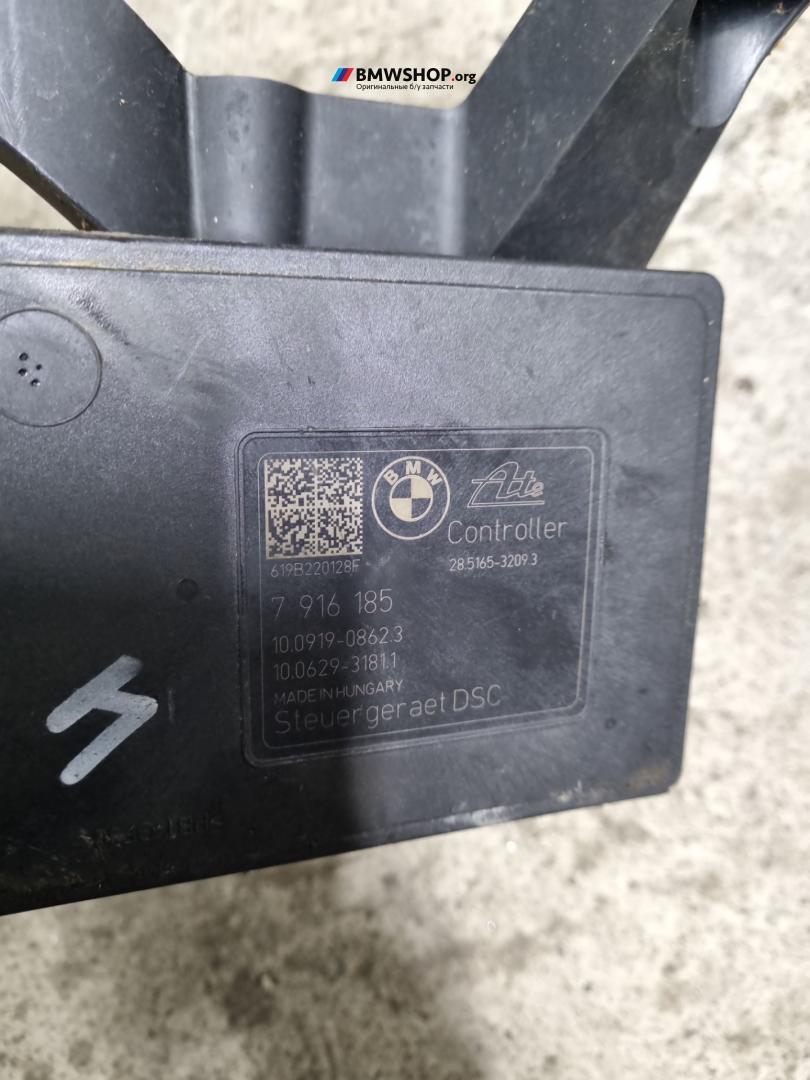 BMWSHOP.org
Оригинальные б/у запчасти
BMW
Ate
Controller
619B220128F
28.5165-3209.3
7 916 185
10.0919-0862.3
10.0629-3181.1
MADE IN HUNGARY
Steuergeraet DSC